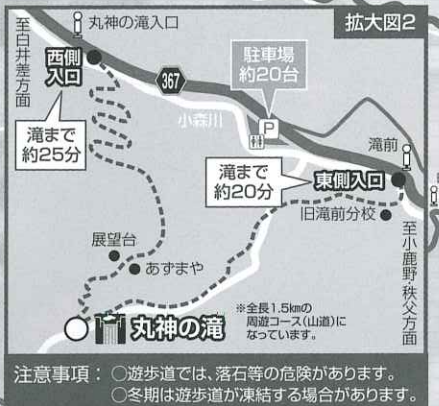 拡大図2
至白井差方面
丸神の滝入口
西側
入口
367
駐車場
約20台
P
小森川
滝まで
約25分
滝まで
約20分
滝前
東側入口
旧滝前分校
至小鹿野・秩父方面
展望台
あずまや
丸神の滝
※全長1.5kmの
周遊コース(山道)に
なっています。
注意事項：○遊歩道では、落石等の危険があります。
○冬期は遊歩道が凍結する場合があります。